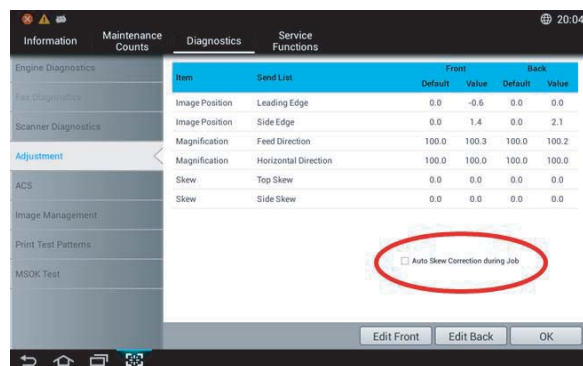 20:04
Information
Maintenance
Counts
Diagnostics
Service
Functions
Engine Diagnostics
Fax Diagnostics
Scanner Diagnostics
Adjustment
ACS
Image Management
Print Test Patterns
MSOK Test
Front Back
Item Send List
Default Value Default Value
Image Position Leading Edge 0.0 -0.6 0.0 0.0
Image Position Side Edge 0.0 1.4 0.0 2.1
Magnification Feed Direction 100.0 100.3 100.0 100.2
Magnification Horizontal Direction 100.0 100.0 100.0 100.0
Skew Top Skew 0.0 0.0 0.0 0.0
Skew Side Skew 0.0 0.0 0.0 0.0
Auto Skew Correction during Job
Edit Front Edit Back OK